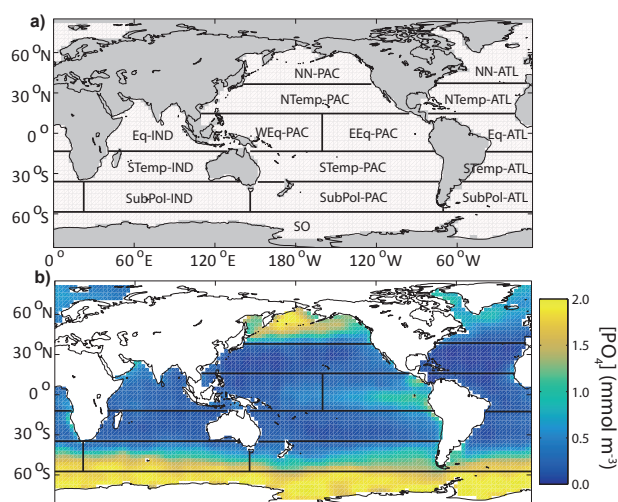 a)
60 °N
30 °N
0 °
30 °S
60 °S
NN-PAC
NN-ATL
NTemp-PAC
NTemp-ATL
Eq-IND
WEq-PAC
EEq-PAC
Eq-ATL
STemp-IND
STemp-PAC
STemp-ATL
SubPol-IND
SubPol-PAC
SubPol-ATL
SO
0°
60°E
120°E
180°W
120°W
60°W
b)
60 °N
30 °N
0 °
30 °S
60 °S
2.0
1.5
1.0
0.5
0.0
[PO4] (mmol m-3)